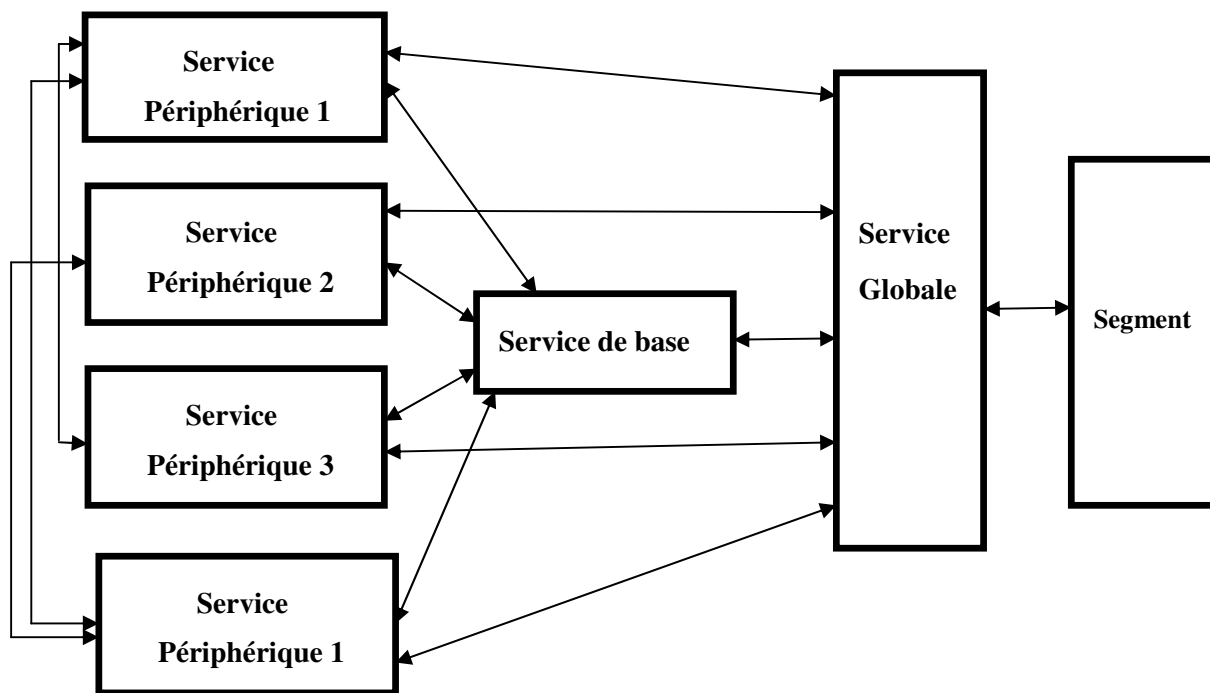 Service
Périphérique 1
Service
Périphérique 2
Service
Périphérique 3
Service
Périphérique 1
Service de base
Service
Globale
Segment